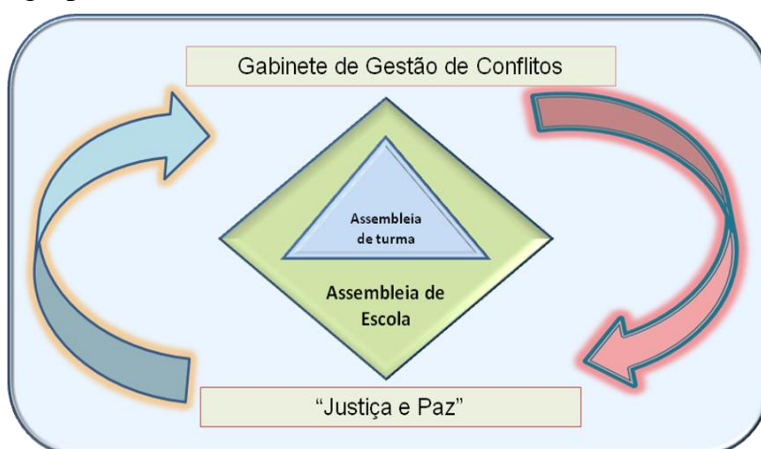 Gabinete de Gestão de Conflitos
Assembleia
de turma
Assembleia de
Escola
“Justiça e Paz”